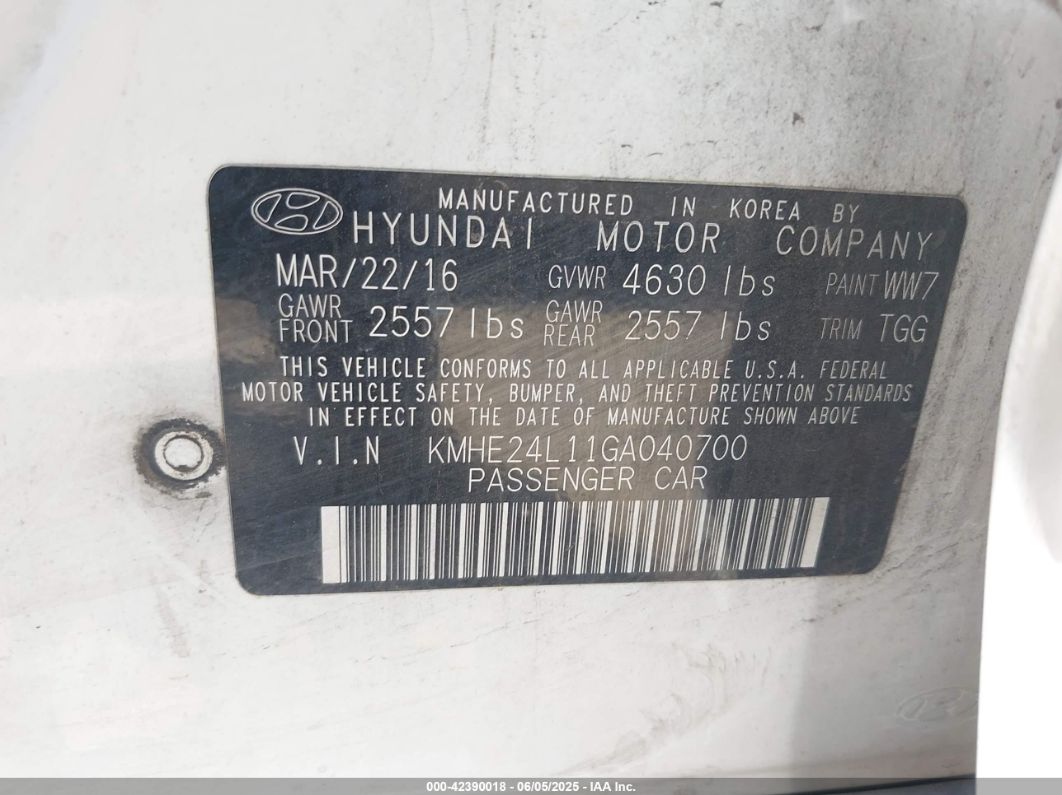 MANUFACTURED IN KOREA BY
HYUNDAI MOTOR COMPANY
MAR/22/16 GVWR 4630 lbs PAINT WW7
GAWR FRONT 2557 lbs GAWR REAR 2557 lbs TRIM TGG
THIS VEHICLE CONFORMS TO ALL APPLICABLE U.S.A. FEDERAL
MOTOR VEHICLE SAFETY, BUMPER, AND THEFT PREVENTION STANDARDS
IN EFFECT ON THE DATE OF MANUFACTURE SHOWN ABOVE
V.I.N KMHE24L11GA040700
PASSENGER CAR
000-42390018 - 06/05/2025 - IAA Inc.